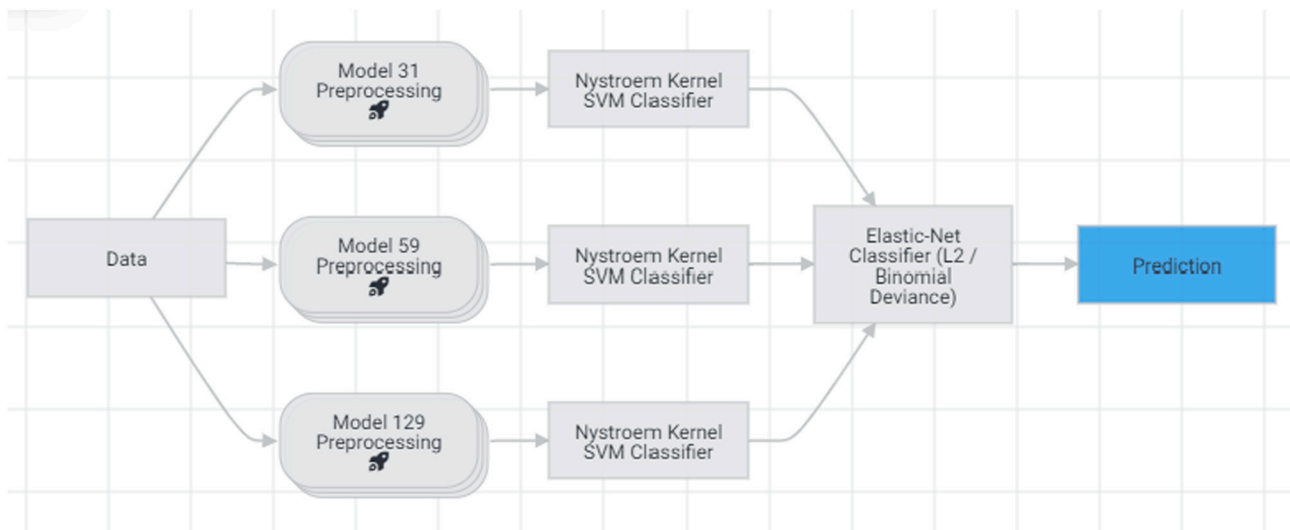 Model 31
Preprocessing
Nystroem Kernel
SVM Classifier
Data
Model 59
Preprocessing
Nystroem Kernel
SVM Classifier
Elastic-Net
Classifier (L2 /
Binomial
Deviance)
Prediction
Model 129
Preprocessing
Nystroem Kernel
SVM Classifier